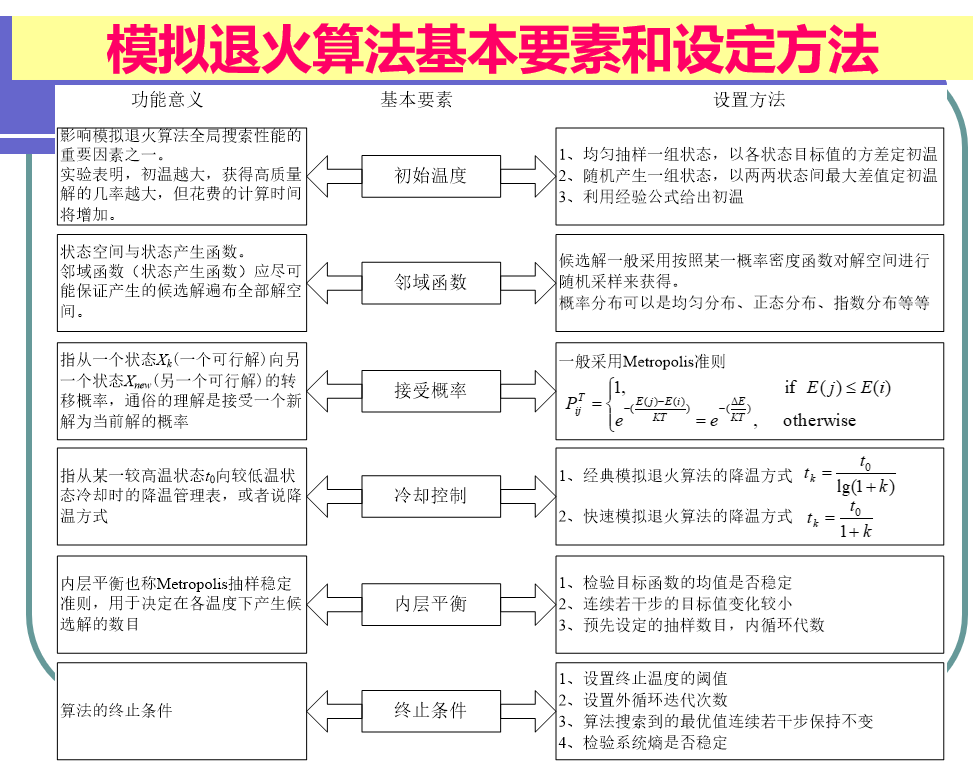 模拟退火算法基本要素和设定方法
功能意义
基本要素
设置方法
影响模拟退火算法全局搜索性能的
重要因素之一。
实验表明，初温越大，获得高质量
解的几率越大，但花费的计算时间
将增加。
初始温度
1、均匀抽样一组状态，以各状态目标值的方差定初温
2、随机产生一组状态，以两两状态间最大差值定初温
3、利用经验公式给出初温
状态空间与状态产生函数。
邻域函数（状态产生函数）应尽可
能保证产生的候选解遍布全部解空
间。
邻域函数
候选解一般采用按照某一概率密度函数对解空间进行
随机采样来获得。
概率分布可以是均匀分布、正态分布、指数分布等等
指从一个状态Xk(一个可行解)向另
一个状态Xnew(另一个可行解)的转
移概率，通俗的理解是接受一个新
解为当前解的概率
接受概率
一般采用Metropolis准则
P_{ij}^{T} = { 1, if E(j) ≤ E(i)
e^{-(\frac{E(j)-E(i)}{KT})} = e^{-(\frac{ΔE}{KT})}, otherwise
指从某一较高温状态t0向较低温状
态冷却时的降温管理表，或者说降
温方式
冷却控制
1、经典模拟退火算法的降温方式 t_k = \frac{t_0}{lg(1+k)}
2、快速模拟退火算法的降温方式 t_k = \frac{t_0}{1+k}
内层平衡也称Metropolis抽样稳定
准则，用于决定在各温度下产生候
选解的数目
内层平衡
1、检验目标函数的均值是否稳定
2、连续若干步的目标值变化较小
3、预先设定的抽样数目，内循环代数
算法的终止条件
终止条件
1、设置终止温度的阈值
2、设置外循环迭代次数
3、算法搜索到的最优值连续若干步保持不变
4、检验系统熵是否稳定